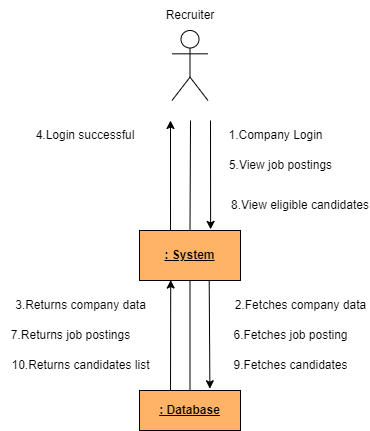 Recruiter
4.Login successful
1.Company Login
5.View job postings
8.View eligible candidates
: System
3.Returns company data
2.Fetches company data
7.Returns job postings
6.Fetches job posting
10.Returns candidates list
9.Fetches candidates
: Database